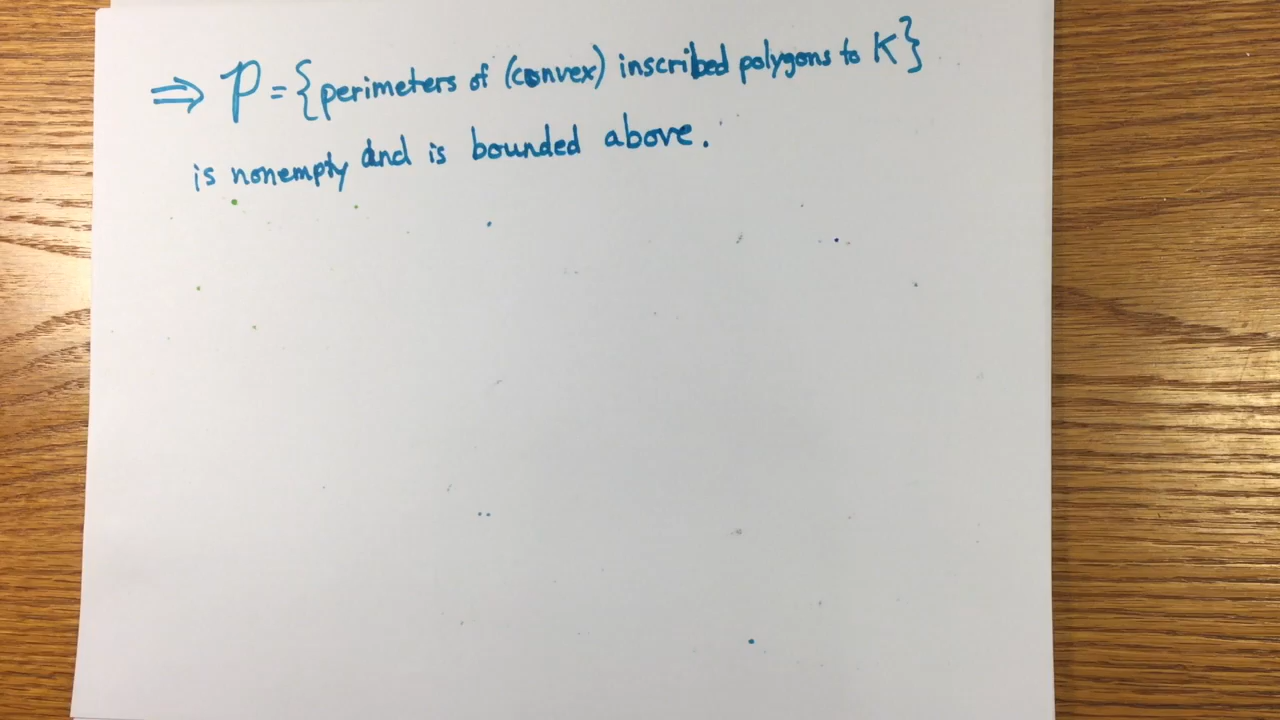 ⇒ P = {perimeters of (convex) inscribed polygons to K}
is nonempty and is bounded above.